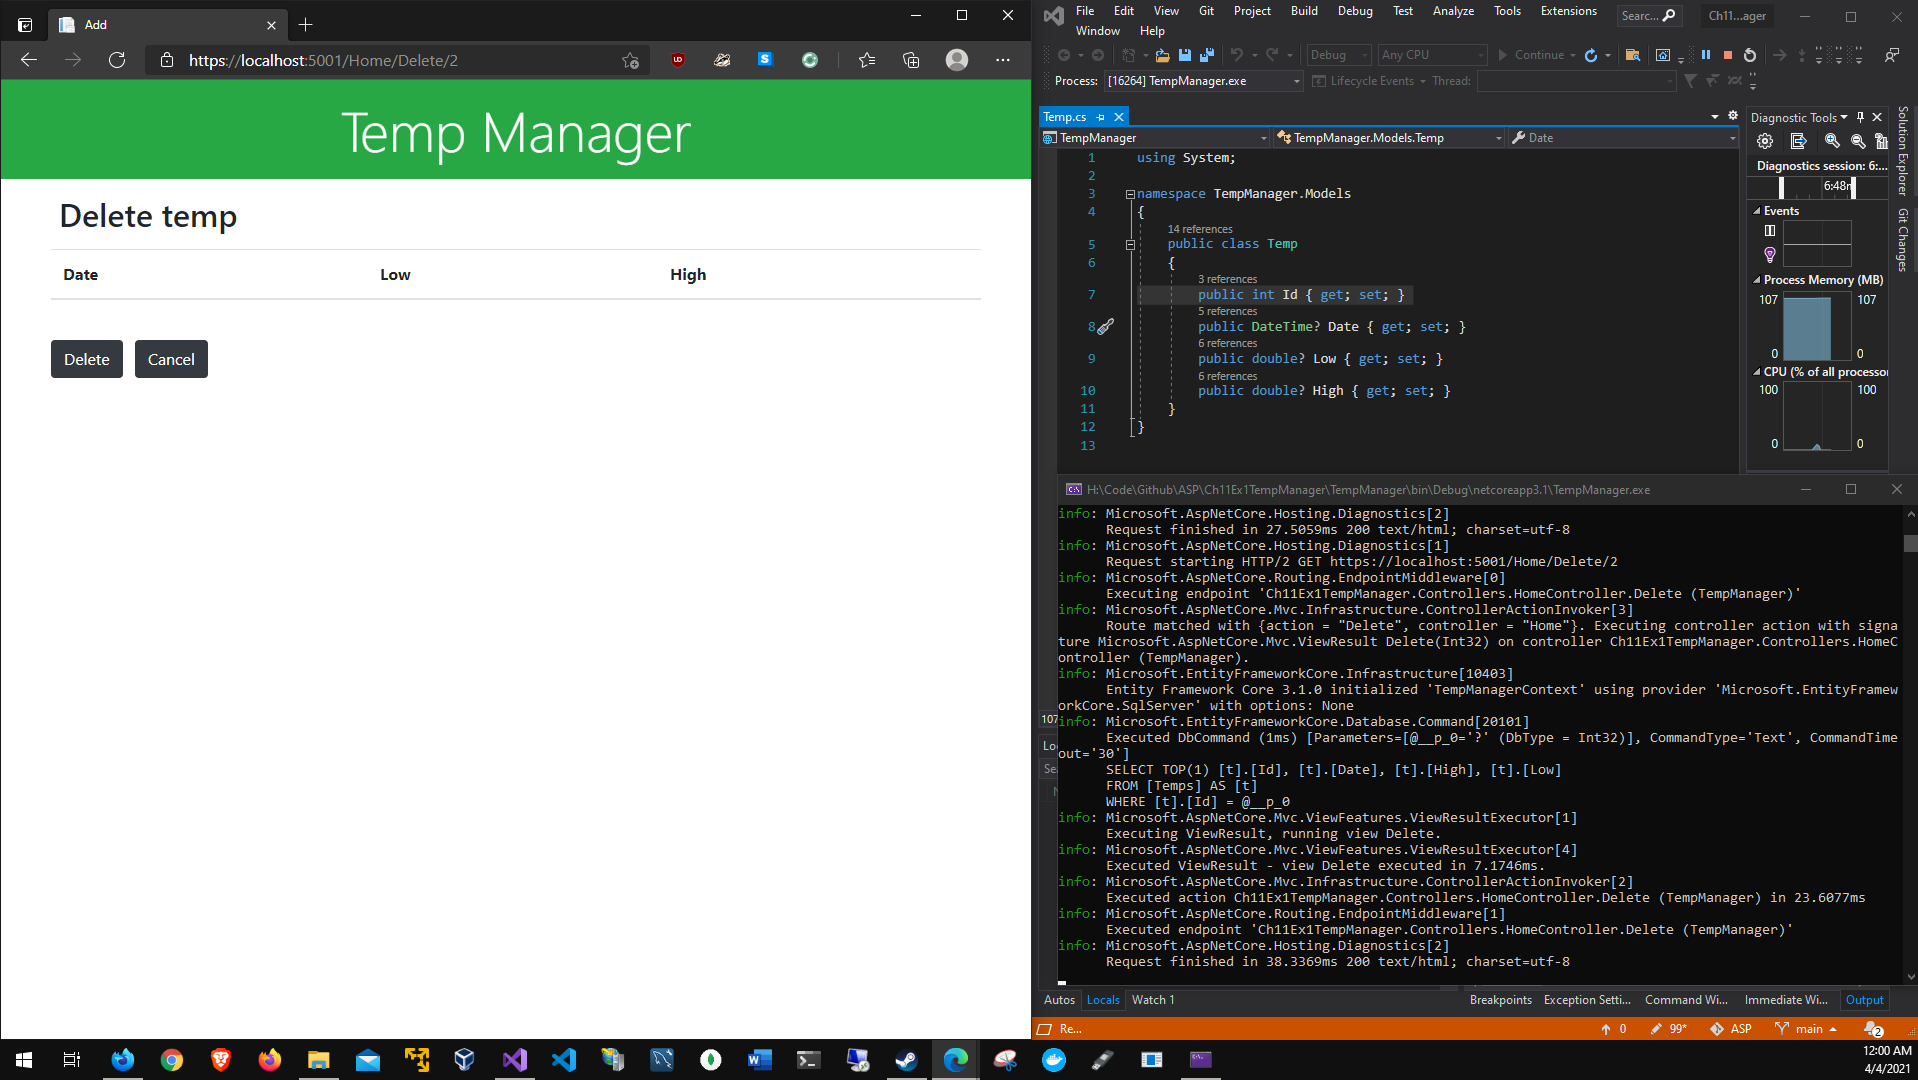 Add
https://localhost:5001/Home/Delete/2
Temp Manager
Delete temp
Date Low High
Delete Cancel
File Edit View Git Project Build Debug Test Analyze Tools Extensions
Window Help
Searc...
Ch11...ager
Debug Any CPU Continue
Process: [16264] TempManager.exe Lifecycle Events Thread:
Temp.cs
TempManager TempManager.Models.Temp Date
1 using System;
2
3 namespace TempManager.Models
4 {
14 references
5 public class Temp
6 {
3 references
7 public int Id { get; set; }
5 references
8 public DateTime? Date { get; set; }
6 references
9 public double? Low { get; set; }
6 references
10 public double? High { get; set; }
11 }
12 }
13
Diagnostic Tools
Diagnostics session: 6:...
6:48
Events
Process Memory (MB)
107 107
0 0
CPU (% of all processo
100 100
0 0
Solution Explorer
Git Changes
H:\Code\Github\ASP\Ch11Ex1TempManager\TempManager\bin\Debug\netcoreapp3.1\TempManager.exe
info: Microsoft.AspNetCore.Hosting.Diagnostics[2]
Request finished in 27.5059ms 200 text/html; charset=utf-8
info: Microsoft.AspNetCore.Hosting.Diagnostics[1]
Request starting HTTP/2 GET https://localhost:5001/Home/Delete/2
info: Microsoft.AspNetCore.Routing.EndpointMiddleware[0]
Executing endpoint 'Ch11Ex1TempManager.Controllers.HomeController.Delete (TempManager)'
info: Microsoft.AspNetCore.Mvc.Infrastructure.ControllerActionInvoker[3]
Route matched with {action = "Delete", controller = "Home"}. Executing controller action with signa
ture Microsoft.AspNetCore.Mvc.ViewResult Delete(Int32) on controller Ch11Ex1TempManager.Controllers.HomeC
ontroller (TempManager).
info: Microsoft.EntityFrameworkCore.Infrastructure[10403]
Entity Framework Core 3.1.0 initialized 'TempManagerContext' using provider 'Microsoft.EntityFramew
orkCore.SqlServer' with options: None
info: Microsoft.EntityFrameworkCore.Database.Command[20101]
Executed DbCommand (1ms) [Parameters=[@__p_0='?' (DbType = Int32)], CommandType='Text', CommandTime
out='30']
SELECT TOP(1) [t].[Id], [t].[Date], [t].[High], [t].[Low]
FROM [Temps] AS [t]
WHERE [t].[Id] = @__p_0
info: Microsoft.AspNetCore.Mvc.ViewFeatures.ViewResultExecutor[1]
Executing ViewResult, running view Delete.
info: Microsoft.AspNetCore.Mvc.ViewFeatures.ViewResultExecutor[4]
Executed ViewResult - view Delete executed in 7.1746ms.
info: Microsoft.AspNetCore.Mvc.Infrastructure.ControllerActionInvoker[2]
Executed action Ch11Ex1TempManager.Controllers.HomeController.Delete (TempManager) in 23.6077ms
info: Microsoft.AspNetCore.Routing.EndpointMiddleware[1]
Executed endpoint 'Ch11Ex1TempManager.Controllers.HomeController.Delete (TempManager)'
info: Microsoft.AspNetCore.Hosting.Diagnostics[2]
Request finished in 38.3369ms 200 text/html; charset=utf-8
107
Lo
Sea
Autos Locals Watch 1
Breakpoints Exception Setti... Command Wi... Immediate Wi... Output
Re... 0 99* ASP main 2
12:00 AM
4/4/2021